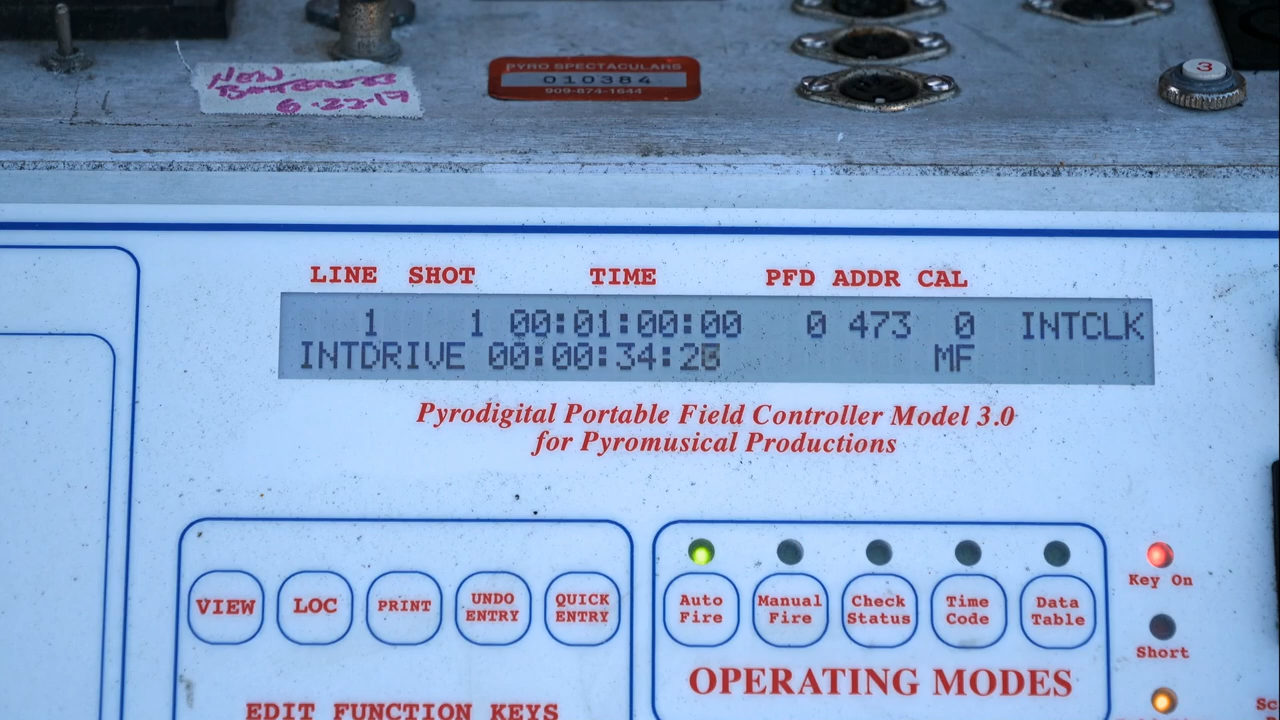 NEW
BATTERIES
6-22-17
PYRO SPECTACULARS
010384
909-874-1644
3
LINE SHOT TIME PFD ADDR CAL
1 1 00:01:00:00 0 473 0 INTCLK
INTDRIVE 00:00:34:28 MF
Pyrodigital Portable Field Controller Model 3.0
for Pyromusical Productions
VIEW
LOC
PRINT
UNDO
ENTRY
QUICK
ENTRY
EDIT FUNCTION KEYS
Auto
Fire
Manual
Fire
Check
Status
Time
Code
Data
Table
OPERATING MODES
Key On
Short